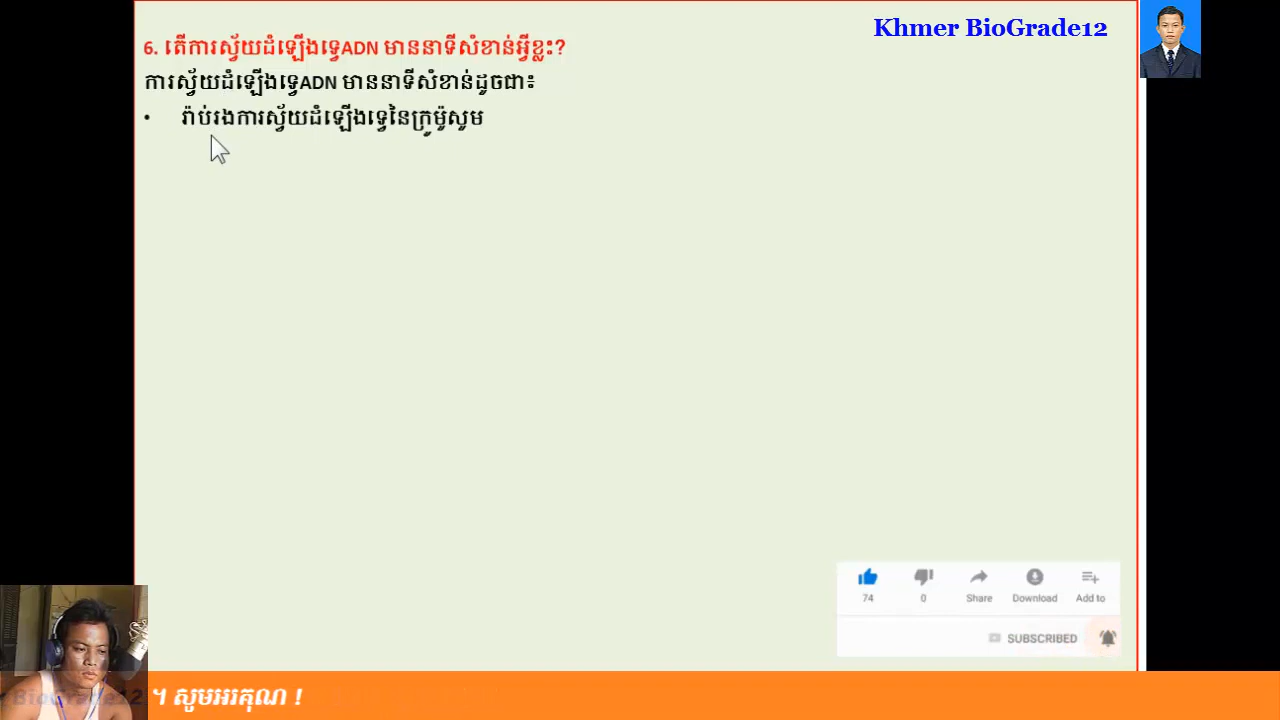 Khmer BioGrade12
6. តើការស្វ័យដំឡើងទ្វេADN មាននាទីសំខាន់អ្វីខ្លះ?
ការស្វ័យដំឡើងទ្វេADN មាននាទីសំខាន់ដូចជា៖
• រ៉ាប់រងការស្វ័យដំឡើងទ្វេនៃក្រូម៉ូសូម
74 0 Share Download Add to
SUBSCRIBED
BioGrade12 ។ សូមអរគុណ !